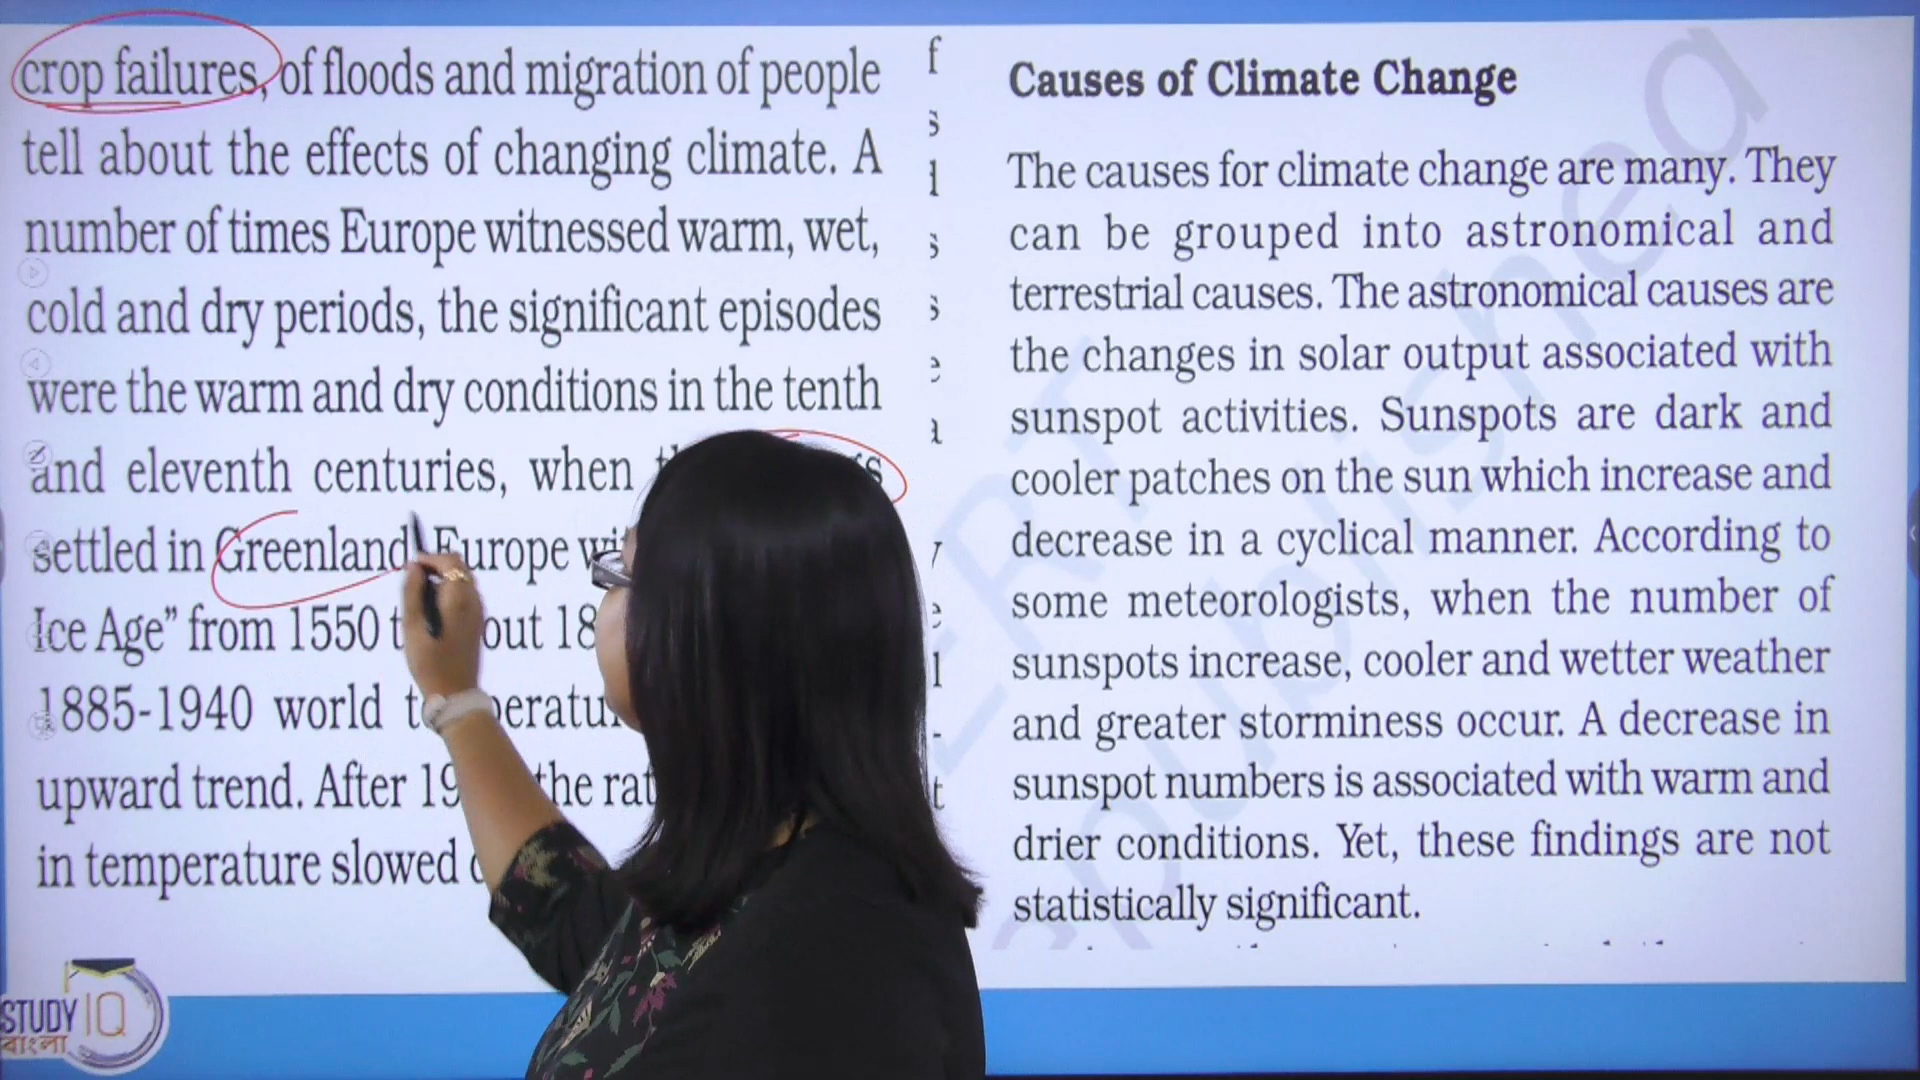 crop failures, of floods and migration of people
tell about the effects of changing climate. A
number of times Europe witnessed warm, wet,
cold and dry periods, the significant episodes
were the warm and dry conditions in the tenth
and eleventh centuries, when
settled in Greenland. Europe
Ice Age” from 1550
1885-1940 world
upward trend. After
in temperature slowed
Causes of Climate Change
The causes for climate change are many. They
can be grouped into astronomical and
terrestrial causes. The astronomical causes are
the changes in solar output associated with
sunspot activities. Sunspots are dark and
cooler patches on the sun which increase and
decrease in a cyclical manner. According to
some meteorologists, when the number of
sunspots increase, cooler and wetter weather
and greater storminess occur. A decrease in
sunspot numbers is associated with warm and
drier conditions. Yet, these findings are not
statistically significant.
STUDY IQ
বাংলা